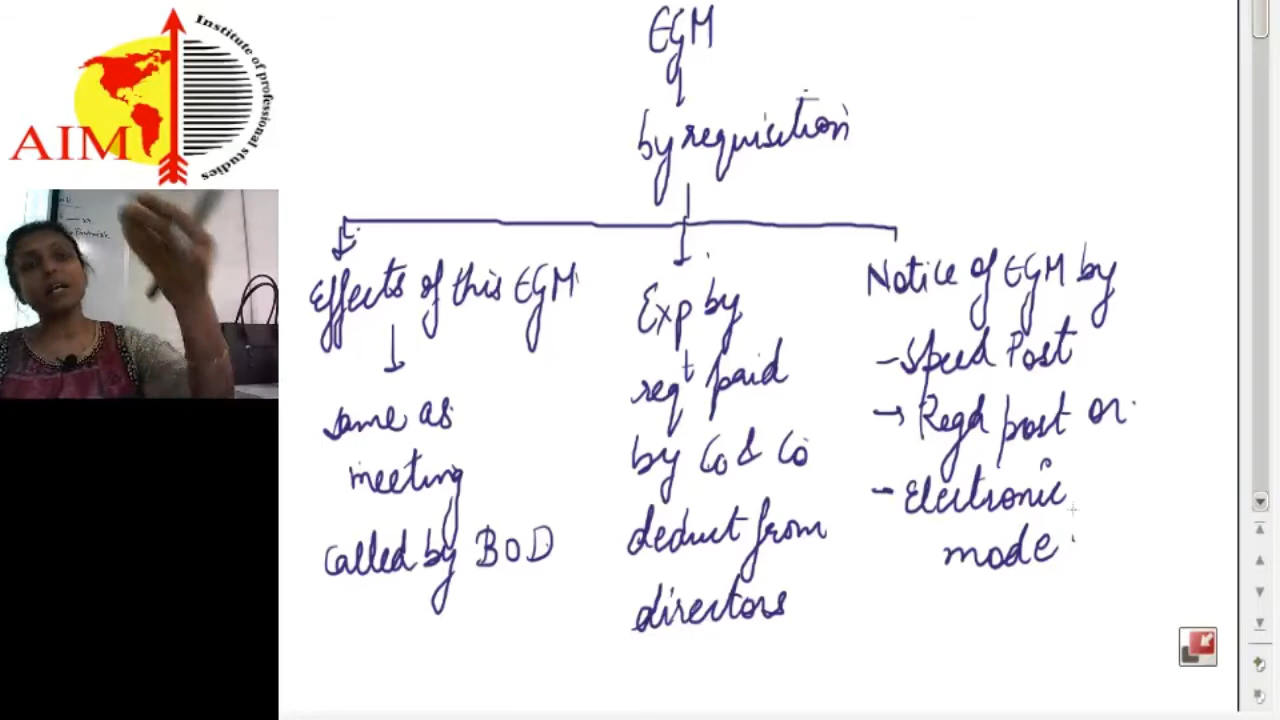 Institute of professional studies
AIM
EGM
by requisition
Effects of this EGM
same as
meeting
called by BOD
Exp by
reqt paid
by Co & Co
deduct from
directors
Notice of EGM by
- Speed Post
→ Regd post or
- Electronic
mode